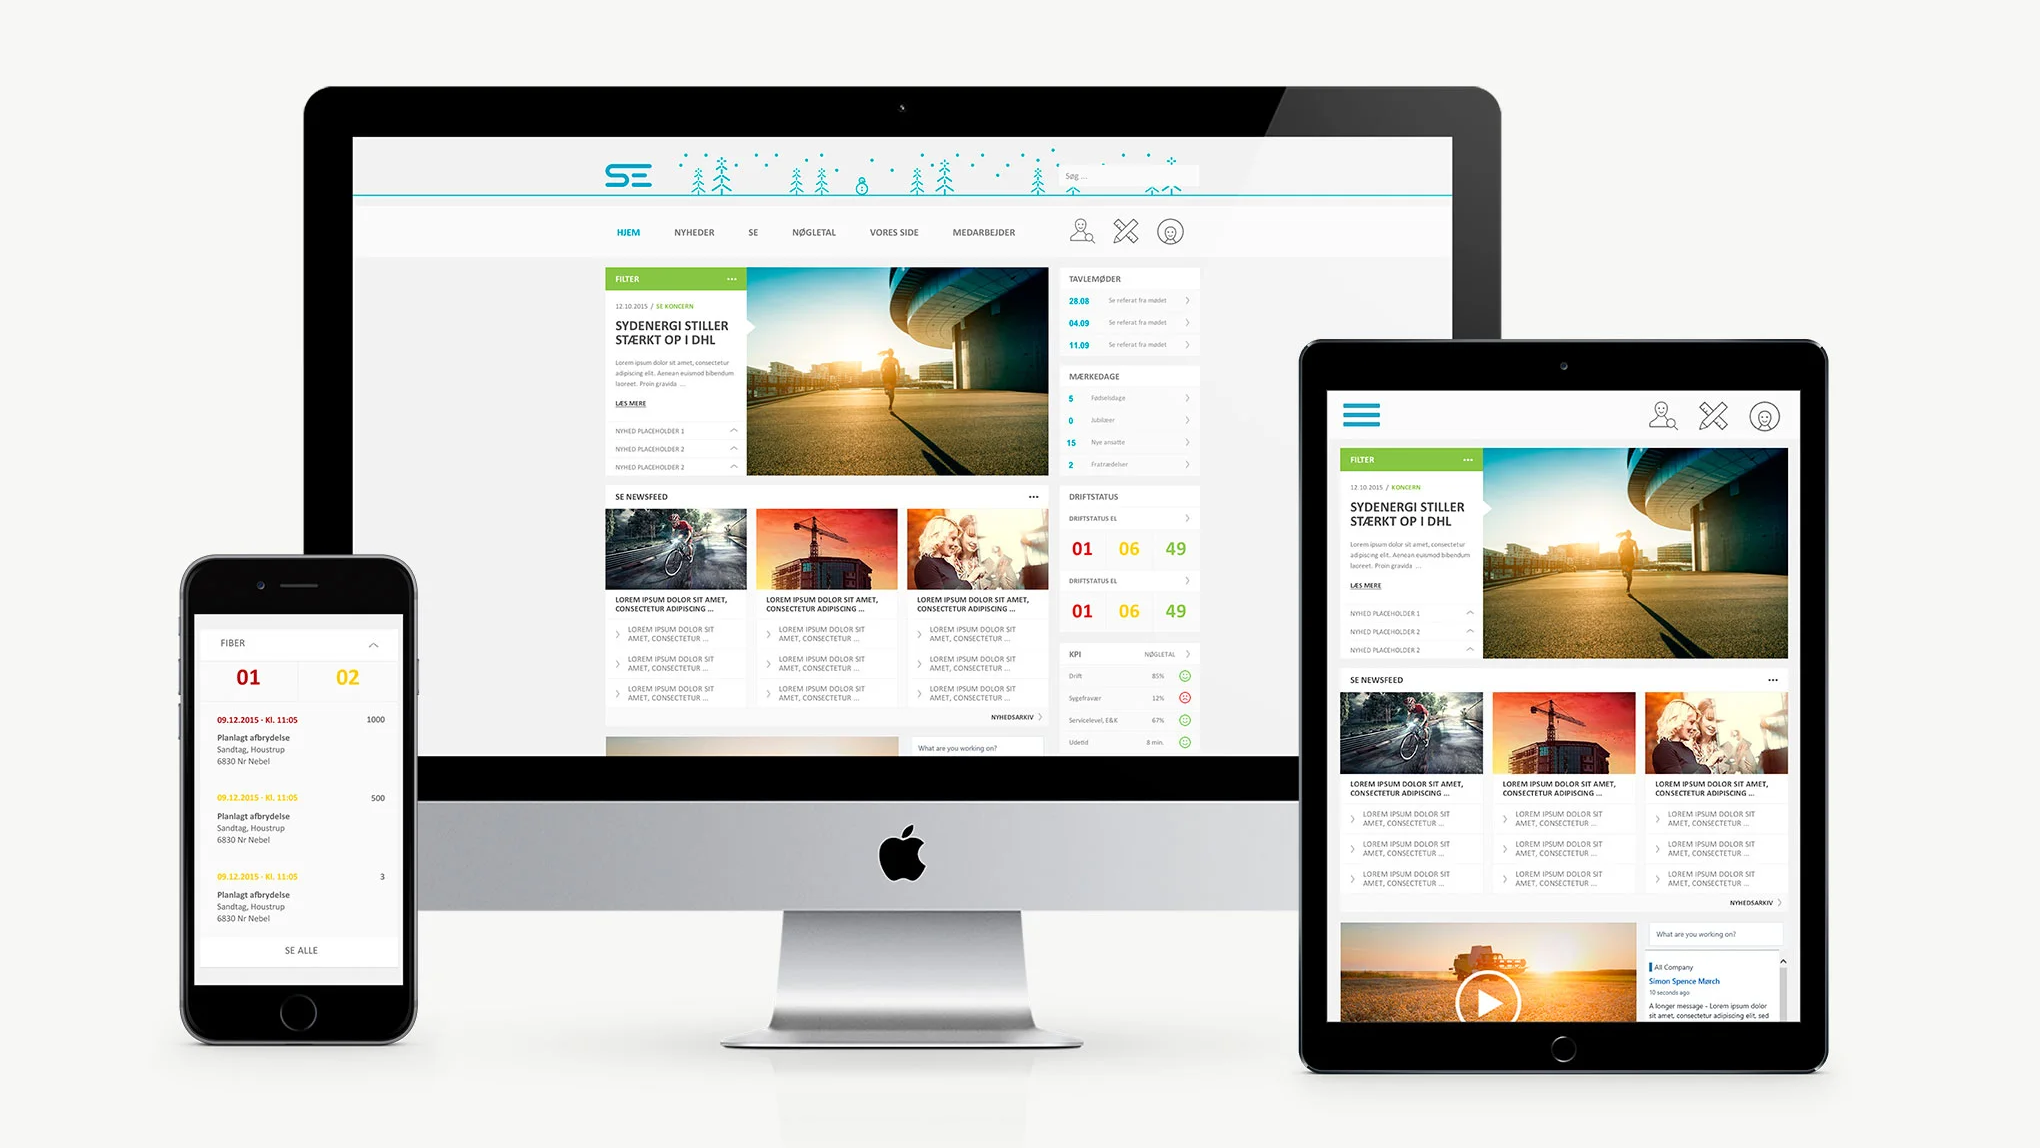 SE
Søg ...
HJEM NYHEDER SE NØGLETAL VORES SIDE MEDARBEJDER
FILTER ...
12.10.2015 / SE KONCERN
SYDENERGI STILLER
STÆRKT OP I DHL
Lorem ipsum dolor sit amet, consectetur
adipiscing elit. Aenean euismod bibendum
laoreet. Proin gravida ...
LÆS MERE
NYHED PLACEHOLDER 1
NYHED PLACEHOLDER 2
NYHED PLACEHOLDER 2
TAVLEMØDER
28.08 Se referat fra mødet
04.09 Se referat fra mødet
11.09 Se referat fra mødet
MÆRKEDAGE
5 Fødselsdage
0 Jubilæer
15 Nye ansatte
2 Fratrædelser
SE NEWSFEED ...
LOREM IPSUM DOLOR SIT AMET,
CONSECTETUR ADIPISCING ...
LOREM IPSUM DOLOR SIT
AMET, CONSECTETUR ...
LOREM IPSUM DOLOR SIT
AMET, CONSECTETUR ...
LOREM IPSUM DOLOR SIT
AMET, CONSECTETUR ...
LOREM IPSUM DOLOR SIT AMET,
CONSECTETUR ADIPISCING ...
LOREM IPSUM DOLOR SIT
AMET, CONSECTETUR ...
LOREM IPSUM DOLOR SIT
AMET, CONSECTETUR ...
LOREM IPSUM DOLOR SIT
AMET, CONSECTETUR ...
LOREM IPSUM DOLOR SIT AMET,
CONSECTETUR ADIPISCING ...
LOREM IPSUM DOLOR SIT
AMET, CONSECTETUR ...
LOREM IPSUM DOLOR SIT
AMET, CONSECTETUR ...
LOREM IPSUM DOLOR SIT
AMET, CONSECTETUR ...
NYHEDSARKIV
What are you working on?
DRIFTSTATUS
DRIFTSTATUS EL
01 06 49
DRIFTSTATUS EL
01 06 49
KPI NØGLETAL
Drift 85%
Sygefravær 12%
Servicelevel, E&K 67%
Udetid 8 min.
FIBER
01 02
09.12.2015 - Kl. 11:05 1000
Planlagt afbrydelse
Sandtag, Houstrup
6830 Nr Nebel
09.12.2015 - Kl. 11:05 500
Planlagt afbrydelse
Sandtag, Houstrup
6830 Nr Nebel
09.12.2015 - Kl. 11:05 3
Planlagt afbrydelse
Sandtag, Houstrup
6830 Nr Nebel
SE ALLE
FILTER ...
12.10.2015 / KONCERN
SYDENERGI STILLER
STÆRKT OP I DHL
Lorem ipsum dolor sit amet, consectetur
adipiscing elit. Aenean euismod bibendum
laoreet. Proin gravida ...
LÆS MERE
NYHED PLACEHOLDER 1
NYHED PLACEHOLDER 2
NYHED PLACEHOLDER 2
SE NEWSFEED ...
LOREM IPSUM DOLOR SIT AMET,
CONSECTETUR ADIPISCING ...
LOREM IPSUM DOLOR SIT
AMET, CONSECTETUR ...
LOREM IPSUM DOLOR SIT
AMET, CONSECTETUR ...
LOREM IPSUM DOLOR SIT
AMET, CONSECTETUR ...
LOREM IPSUM DOLOR SIT AMET,
CONSECTETUR ADIPISCING ...
LOREM IPSUM DOLOR SIT
AMET, CONSECTETUR ...
LOREM IPSUM DOLOR SIT
AMET, CONSECTETUR ...
LOREM IPSUM DOLOR SIT
AMET, CONSECTETUR ...
LOREM IPSUM DOLOR SIT AMET,
CONSECTETUR ADIPISCING ...
LOREM IPSUM DOLOR SIT
AMET, CONSECTETUR ...
LOREM IPSUM DOLOR SIT
AMET, CONSECTETUR ...
LOREM IPSUM DOLOR SIT
AMET, CONSECTETUR ...
NYHEDSARKIV
What are you working on?
All Company
Simon Spence Mørch
10 seconds ago
A longer message - Lorem ipsum dolor
sit amet, consectetur adipiscing elit, sed